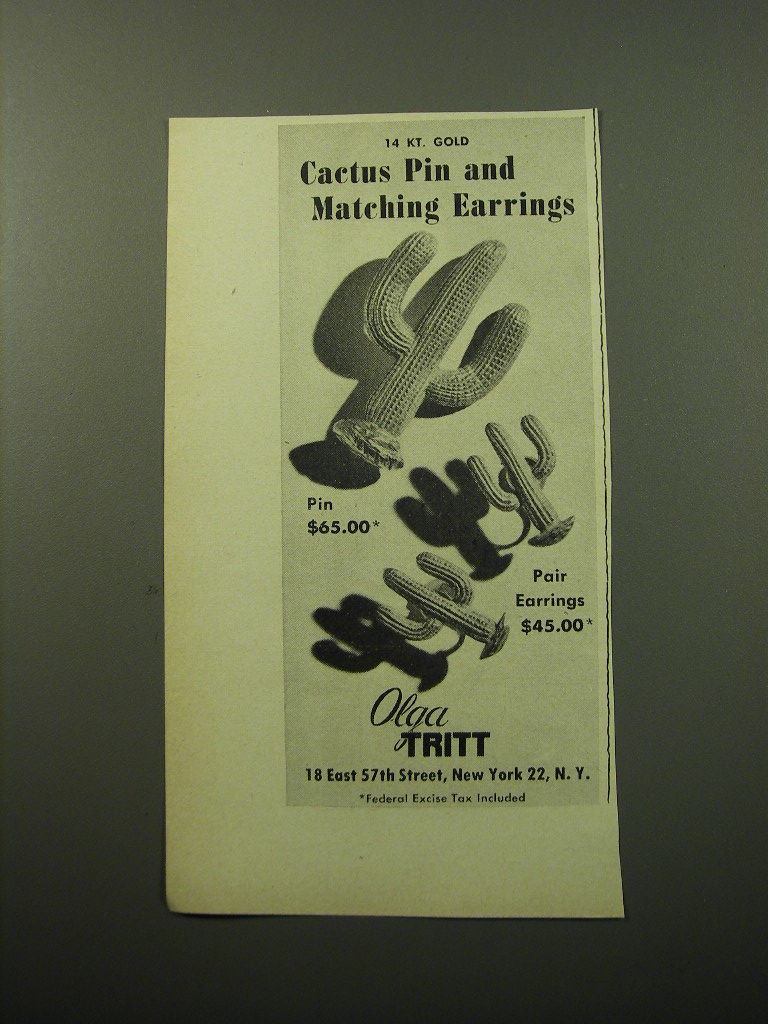 14 KT. GOLD
Cactus Pin and
Matching Earrings
Pin
$65.00*
Pair
Earrings
$45.00*
Olga
TRITT
18 East 57th Street, New York 22, N. Y.
*Federal Excise Tax Included